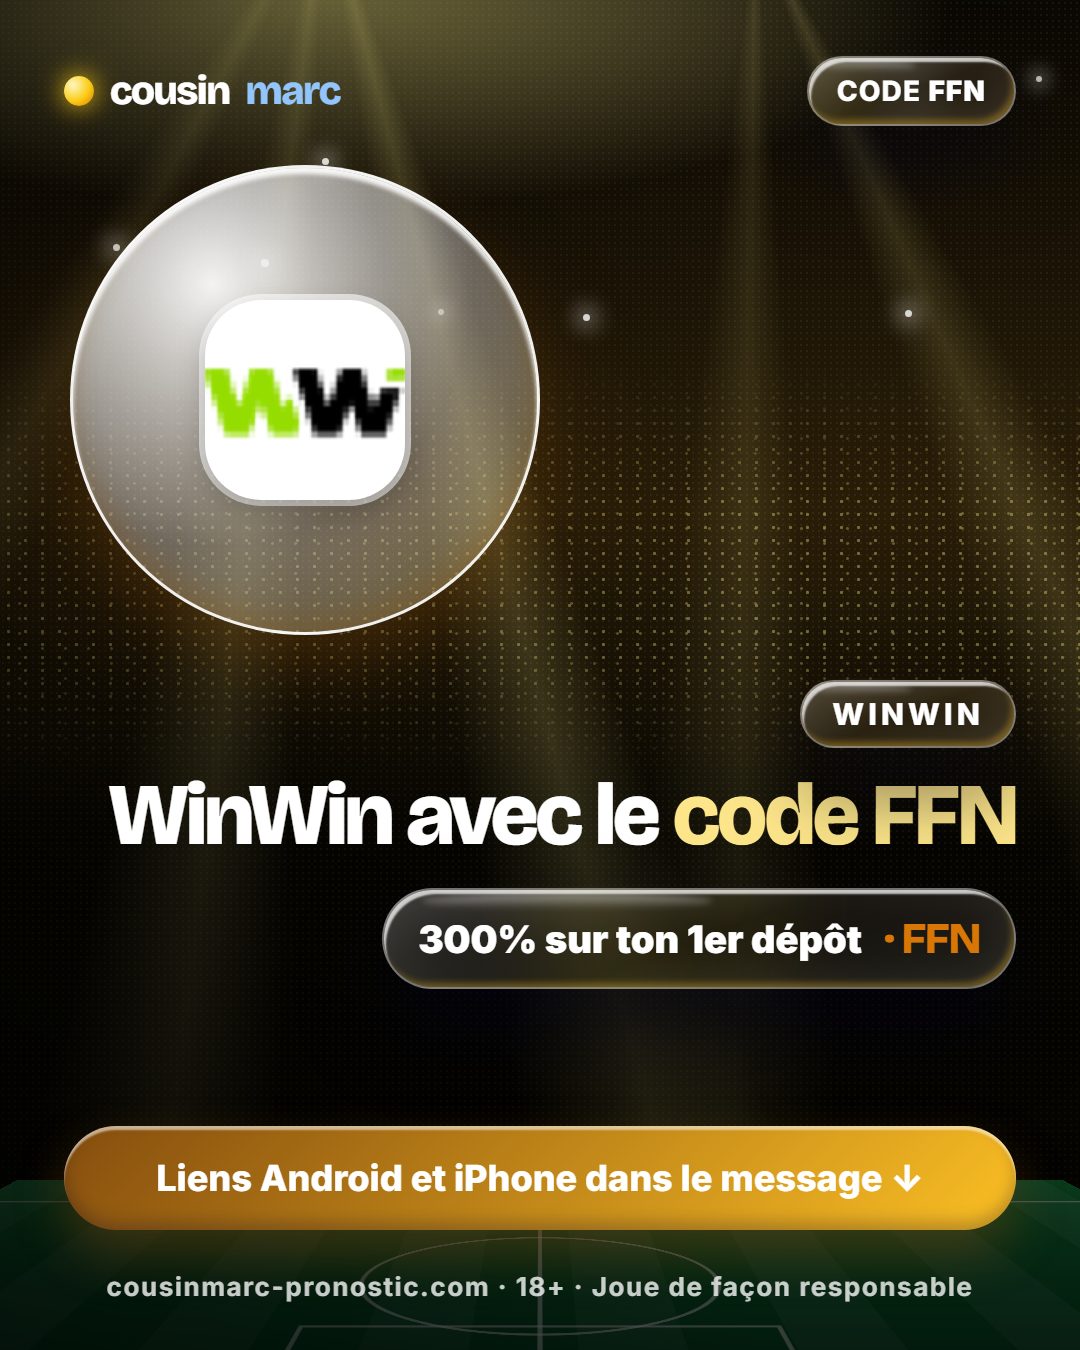 cousin marc
CODE FFN
WW
WINWIN
WinWin avec le code FFN
300% sur ton 1er dépôt · FFN
Liens Android et iPhone dans le message ↓
cousinmarc-pronostic.com · 18+ · Joue de façon responsable